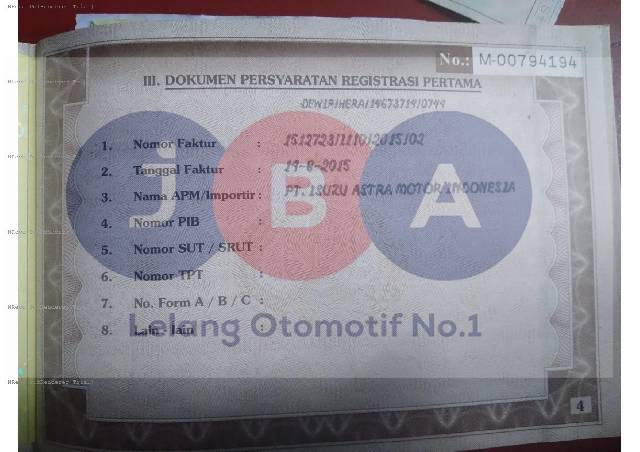 No.: M-00794194
III. DOKUMEN PERSYARATAN REGISTRASI PERTAMA
1. Nomor Faktur :
2. Tanggal Faktur : 19-8-2015
3. Nama APM/Importir : PT. ISUZU ASTRA MOTOR INDONESIA
4. Nomor PIB :
5. Nomor SUT / SRUT :
6. Nomor TPT :
7. No. Form A / B / C :
8. Lain - lain :
j B A
Lelang Otomotif No.1
4